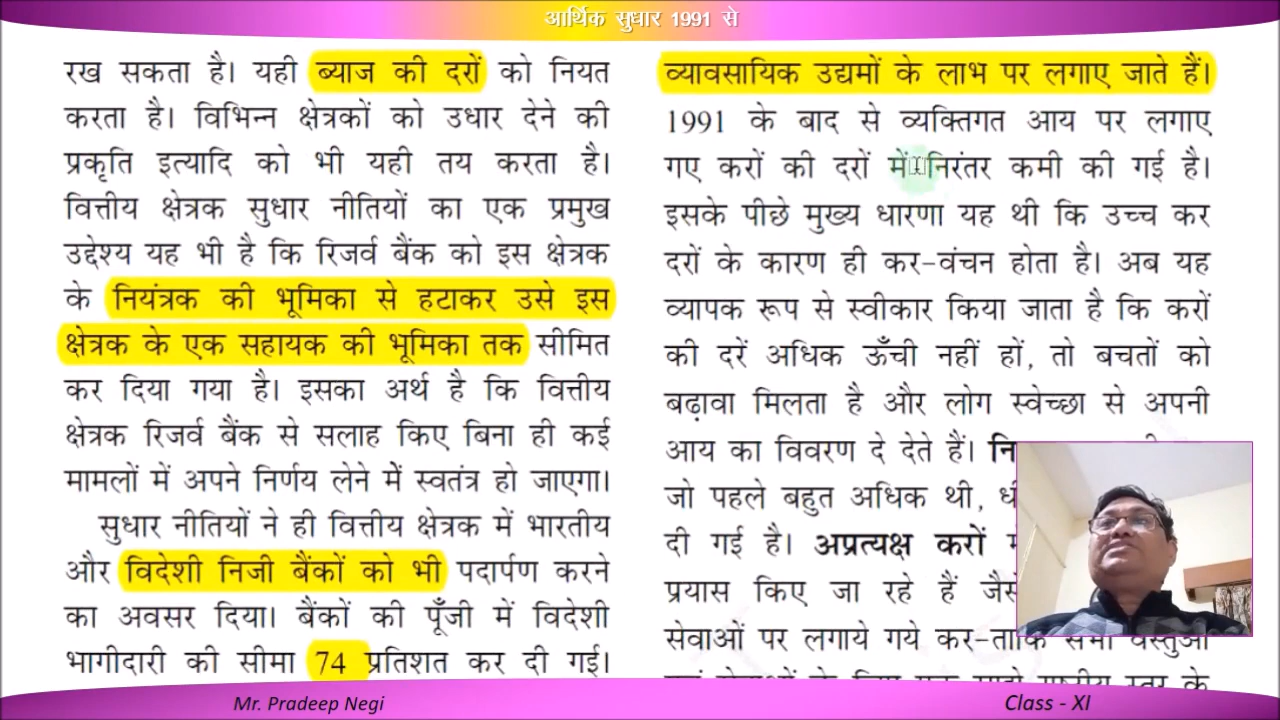 आर्थिक सुधार 1991 से
रख सकता है। यही ब्याज की दरों को नियत
करता है। विभिन्न क्षेत्रकों को उधार देने की
प्रकृति इत्यादि को भी यही तय करता है।
वित्तीय क्षेत्रक सुधार नीतियों का एक प्रमुख
उद्देश्य यह भी है कि रिजर्व बैंक को इस क्षेत्रक
के नियंत्रक की भूमिका से हटाकर उसे इस
क्षेत्रक के एक सहायक की भूमिका तक सीमित
कर दिया गया है। इसका अर्थ है कि वित्तीय
क्षेत्रक रिजर्व बैंक से सलाह किए बिना ही कई
मामलों में अपने निर्णय लेने में स्वतंत्र हो जाएगा।
सुधार नीतियों ने ही वित्तीय क्षेत्रक में भारतीय
और विदेशी निजी बैंकों को भी पदार्पण करने
का अवसर दिया। बैंकों की पूँजी में विदेशी
भागीदारी की सीमा 74 प्रतिशत कर दी गई।
व्यावसायिक उद्यमों के लाभ पर लगाए जाते हैं।
1991 के बाद से व्यक्तिगत आय पर लगाए
गए करों की दरों में निरंतर कमी की गई है।
इसके पीछे मुख्य धारणा यह थी कि उच्च कर
दरों के कारण ही कर-वंचन होता है। अब यह
व्यापक रूप से स्वीकार किया जाता है कि करों
की दरें अधिक ऊँची नहीं हों, तो बचतों को
बढ़ावा मिलता है और लोग स्वेच्छा से अपनी
आय का विवरण दे देते हैं।
जो पहले बहुत अधिक थी,
दी गई है। अप्रत्यक्ष करों
प्रयास किए जा रहे हैं
सेवाओं पर लगाये गये
Mr. Pradeep Negi
Class - XI